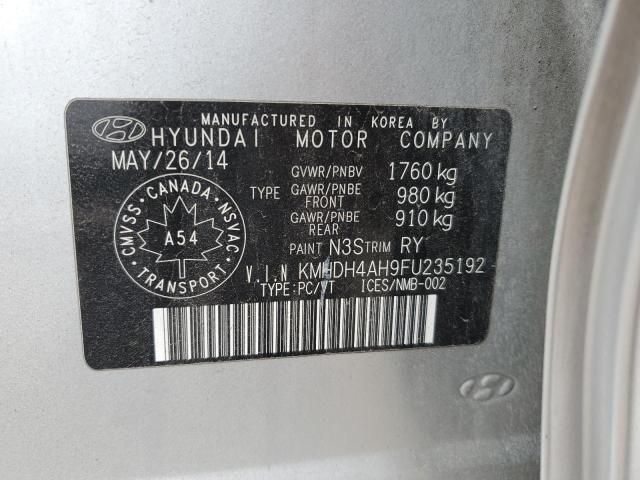 MANUFACTURED IN KOREA BY
HYUNDAI MOTOR COMPANY
MAY/26/14
GVWR/PNBV 1760 kg
TYPE GAWR/PNBE FRONT 980 kg
GAWR/PNBE REAR 910 kg
PAINT N3S TRIM RY
CANADA
CMVSS NSVAC
A54
TRANSPORT
V.I.N KMHDH4AH9FU235192
TYPE:PC/VT ICES/NMB-002